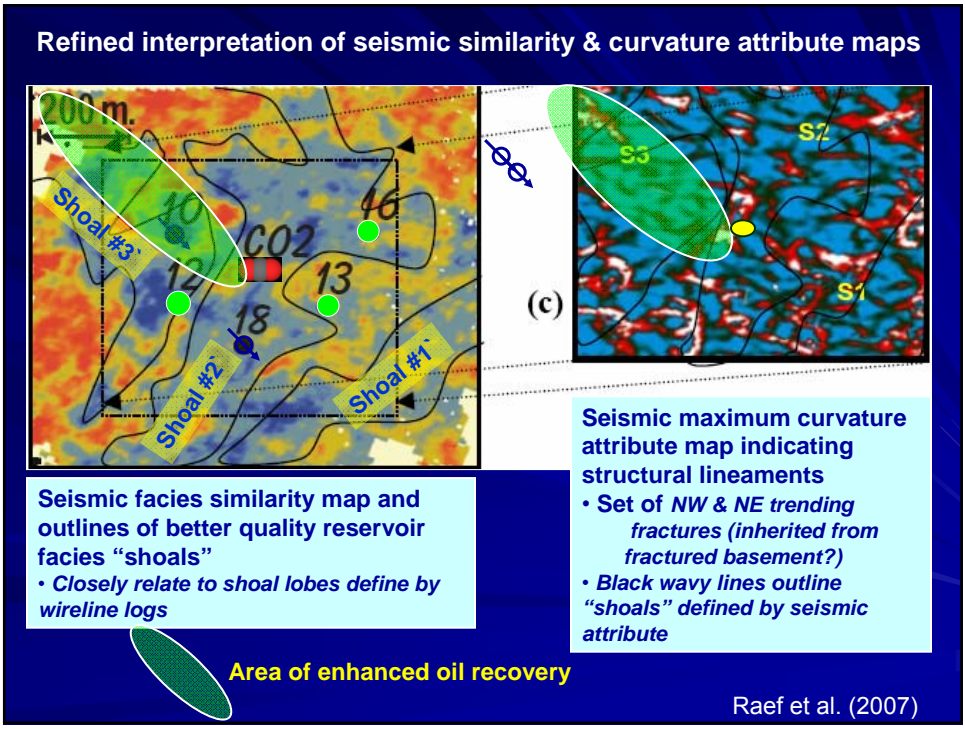 Refined interpretation of seismic similarity & curvature attribute maps
200 m.
Shoal #3`
10
16
CO2
12
13
18
Shoal #2`
Shoal #1`
(c)
S3
S2
S1
Seismic facies similarity map and
outlines of better quality reservoir
facies “shoals”
• Closely relate to shoal lobes define by
wireline logs
Seismic maximum curvature
attribute map indicating
structural lineaments
• Set of NW & NE trending
fractures (inherited from
fractured basement?)
• Black wavy lines outline
“shoals” defined by seismic
attribute
Area of enhanced oil recovery
Raef et al. (2007)